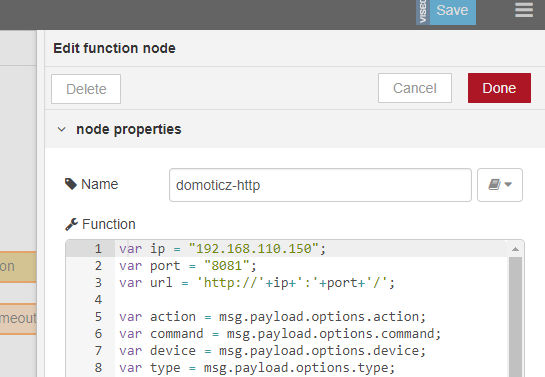 VISEO
Save
Edit function node
Delete
Cancel
Done
node properties
Name
domoticz-http
Function
on
meout
1 var ip = "192.168.110.150";
2 var port = "8081";
3 var url = 'http://'+ip+':'+port+'/';
4
5 var action = msg.payload.options.action;
6 var command = msg.payload.options.command;
7 var device = msg.payload.options.device;
8 var type = msg.payload.options.type;